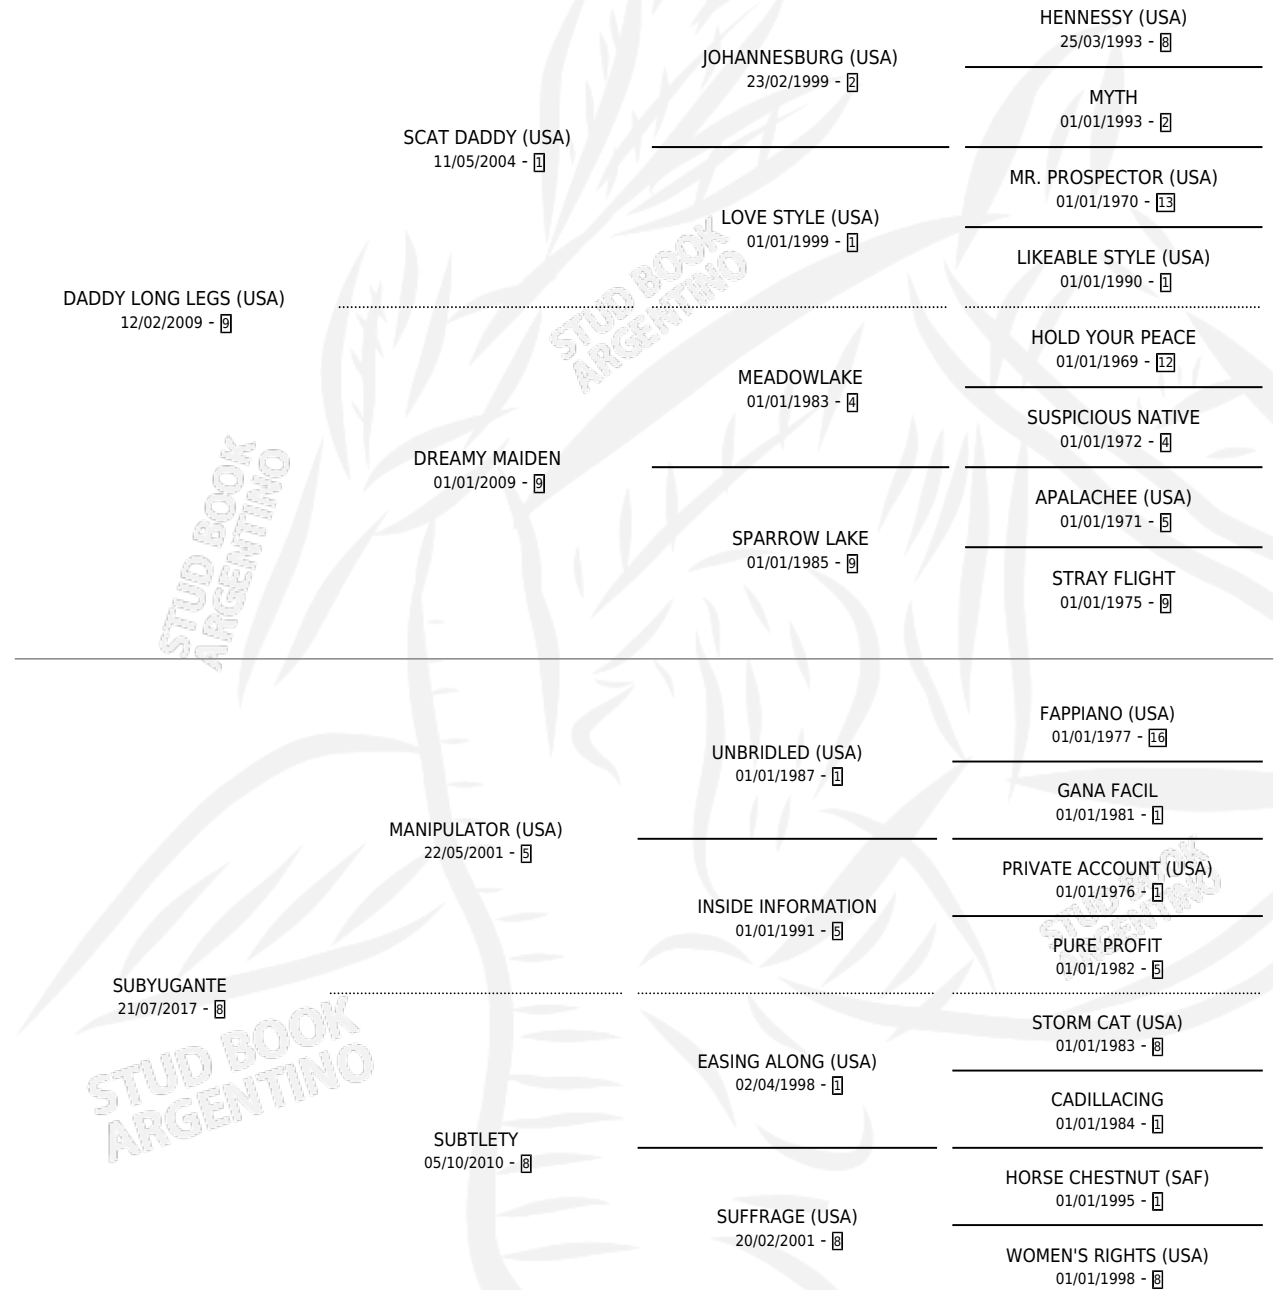 HENNESSY (USA)
25/03/1993 - 8
JOHANNESBURG (USA)
23/02/1999 - 2
MYTH
01/01/1993 - 2
SCAT DADDY (USA)
11/05/2004 - 1
MR. PROSPECTOR (USA)
01/01/1970 - 13
LOVE STYLE (USA)
01/01/1999 - 1
LIKEABLE STYLE (USA)
01/01/1990 - 1
DADDY LONG LEGS (USA)
12/02/2009 - 9
STUD BOOK
ARGENTINO
HOLD YOUR PEACE
01/01/1969 - 12
MEADOWLAKE
01/01/1983 - 4
SUSPICIOUS NATIVE
01/01/1972 - 4
DREAMY MAIDEN
01/01/2009 - 9
STUD BOOK
ARGENTINO
APALACHEE (USA)
01/01/1971 - 5
SPARROW LAKE
01/01/1985 - 9
STRAY FLIGHT
01/01/1975 - 9
FAPPIANO (USA)
01/01/1977 - 16
UNBRIDLED (USA)
01/01/1987 - 1
GANA FACIL
01/01/1981 - 1
MANIPULATOR (USA)
22/05/2001 - 5
PRIVATE ACCOUNT (USA)
01/01/1976 - 1
STUD BOOK
ARGENTINO
INSIDE INFORMATION
01/01/1991 - 5
PURE PROFIT
01/01/1982 - 5
SUBYUGANTE
21/07/2017 - 8
STUD BOOK
ARGENTINO
STORM CAT (USA)
01/01/1983 - 8
EASING ALONG (USA)
02/04/1998 - 1
CADILLACING
01/01/1984 - 1
SUBTLETY
05/10/2010 - 8
HORSE CHESTNUT (SAF)
01/01/1995 - 1
SUFFRAGE (USA)
20/02/2001 - 8
WOMEN'S RIGHTS (USA)
01/01/1998 - 8